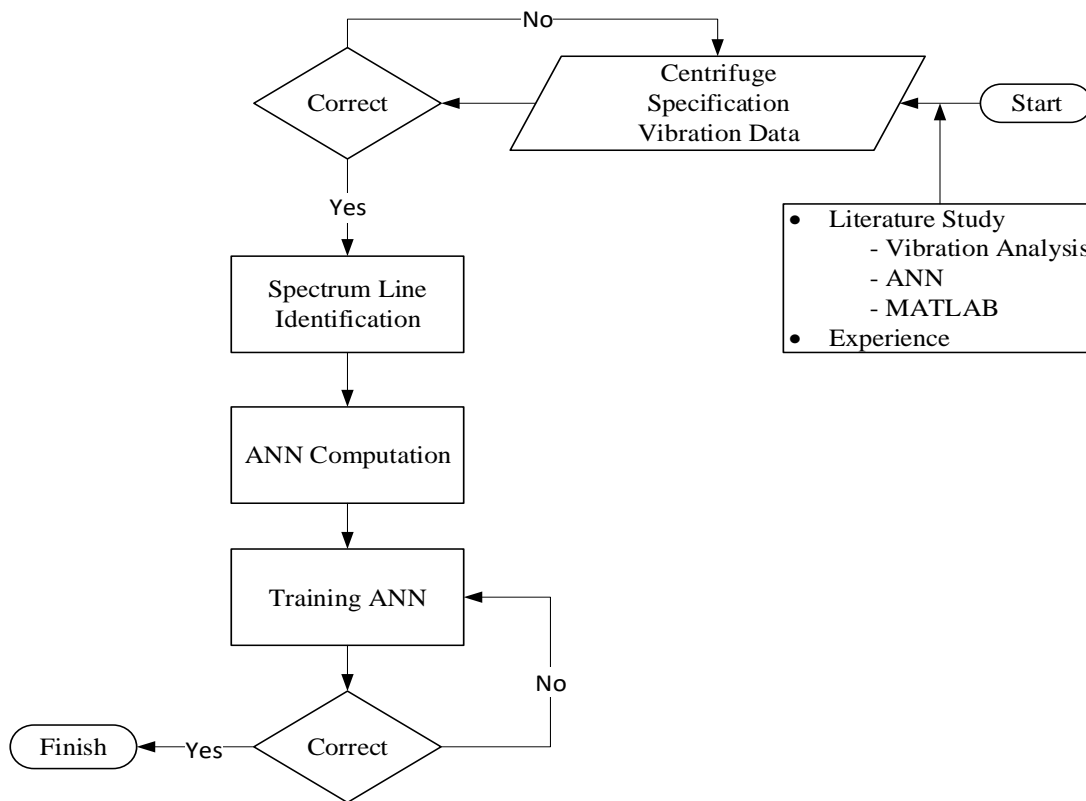 No
Centrifuge
Specification
Vibration Data
Correct
Start
Yes
● Literature Study
- Vibration Analysis
- ANN
- MATLAB
● Experience
Spectrum Line
Identification
ANN Computation
Training ANN
No
Correct
Yes
Finish